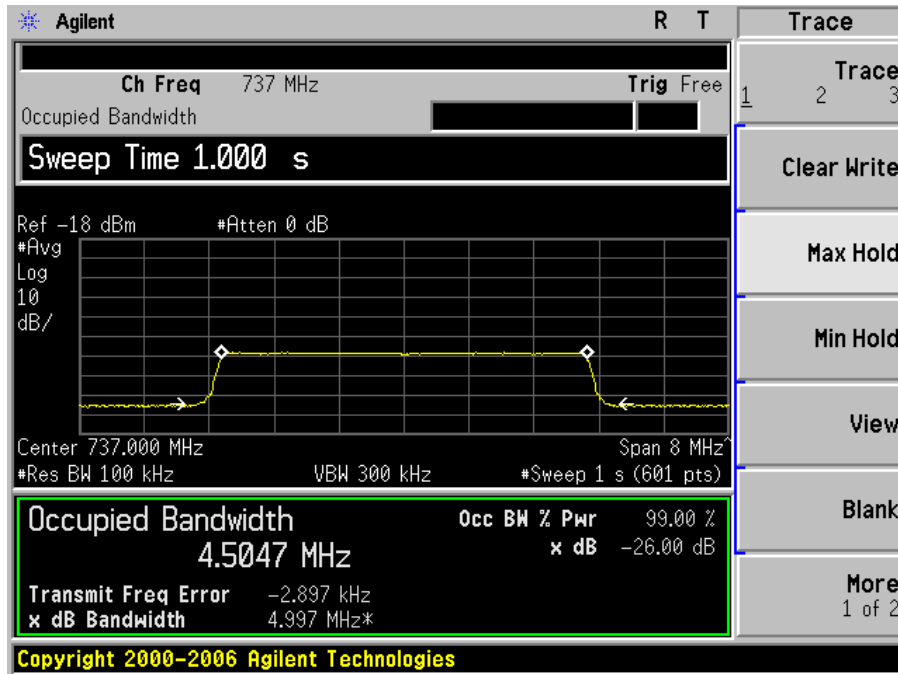 Agilent R T Trace
Ch Freq 737 MHz Trig Free
Occupied Bandwidth
Trace
1 2 3
Sweep Time 1.000 s
Clear Write
Ref -18 dBm #Atten 0 dB
#Avg
Log
10
dB/
Max Hold
Min Hold
View
Center 737.000 MHz Span 8 MHz^
#Res BW 100 kHz VBW 300 kHz #Sweep 1 s (601 pts)
Occupied Bandwidth Occ BW % Pwr 99.00 %
4.5047 MHz x dB -26.00 dB
Blank
Transmit Freq Error -2.897 kHz
x dB Bandwidth 4.997 MHz*
More
1 of 2
Copyright 2000-2006 Agilent Technologies